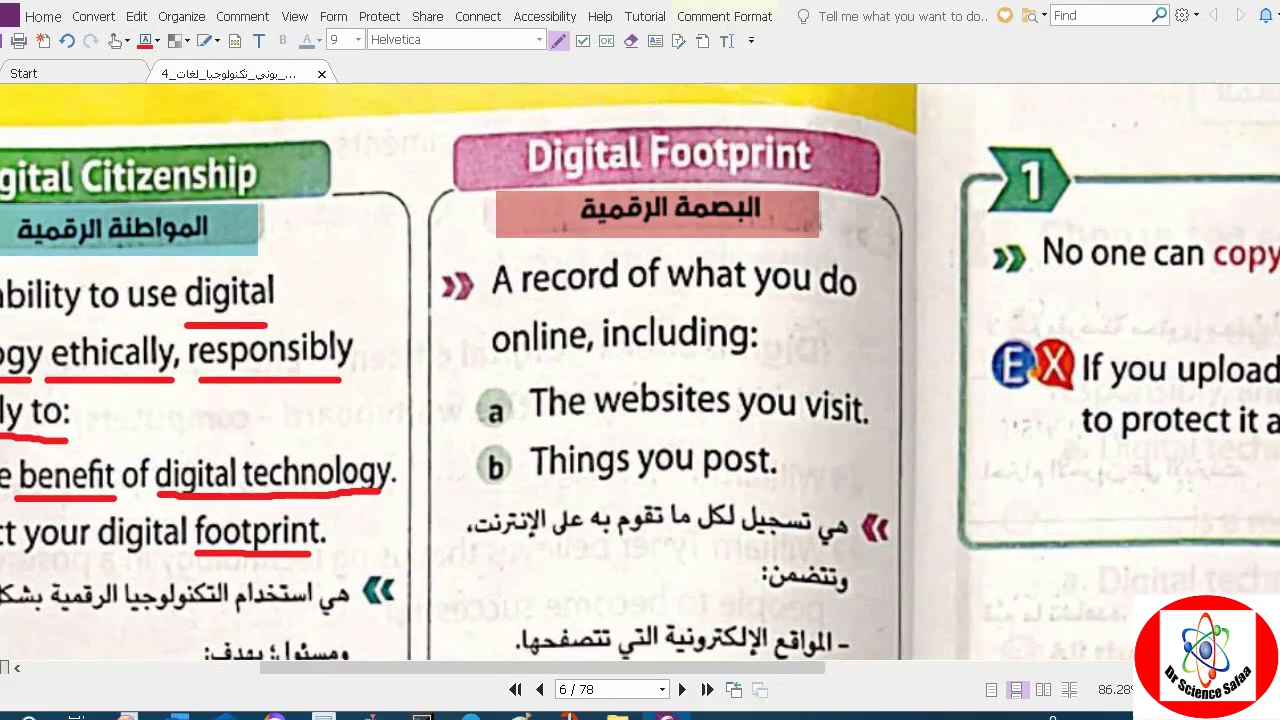 Home Convert Edit Organize Comment View Form Protect Share Connect Accessibility Help Tutorial Comment Format Tell me what you want to do.. Find
9 Helvetica
Start
4_بوني_تكنولوجيا_لغات_...
gital Citizenship
المواطنة الرقمية
ability to use digital
ogy ethically, responsibly
ly to:
e benefit of digital technology.
ct your digital footprint.
هي استخدام التكنولوجيا الرقمية بشكل
ومسئول؛ بهدف:
Digital Footprint
البصمة الرقمية
A record of what you do
online, including:
a The websites you visit.
b Things you post.
هي تسجيل لكل ما تقوم به على الإنترنت،
وتتضمن:
- المواقع الإلكترونية التي تتصفحها.
1
No one can copy
EX If you upload
to protect it a
6 / 78
86.28%
Dr Science Safaa